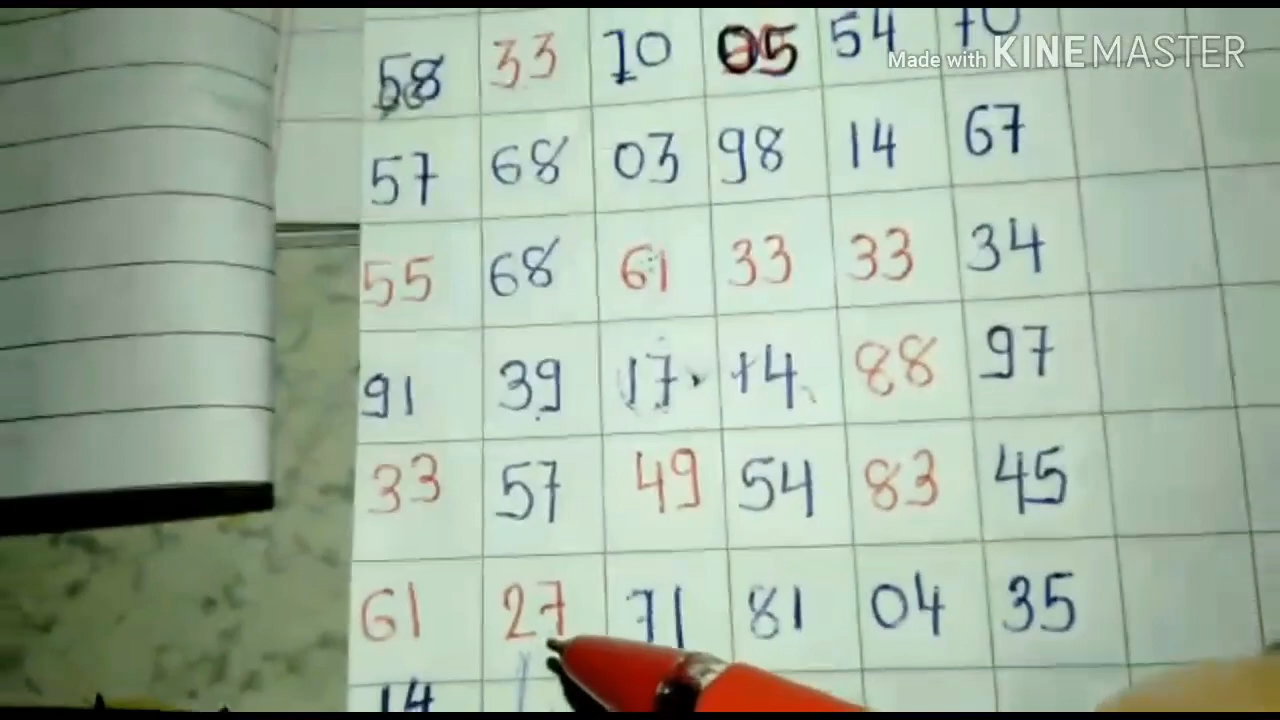 58 33 10 05 54 70
Made with KINEMASTER
57 68 03 98 14 67
55 68 61 33 33 34
91 39 17 14 88 97
33 57 49 54 83 45
61 27 71 81 04 35
14